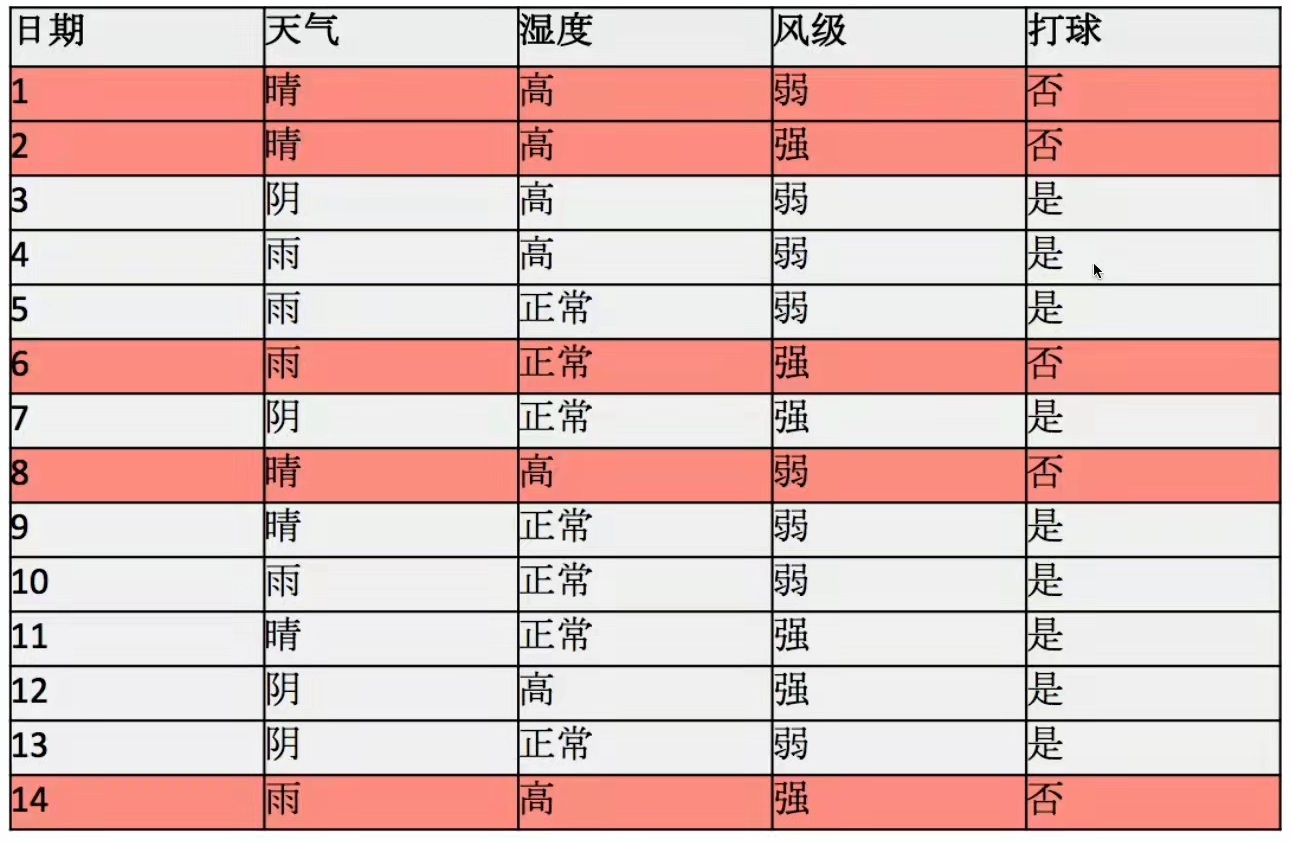 日期 天气 湿度 风级 打球
1 晴 高 弱 否
2 晴 高 强 否
3 阴 高 弱 是
4 雨 高 弱 是
5 雨 正常 弱 是
6 雨 正常 强 否
7 阴 正常 强 是
8 晴 高 弱 否
9 晴 正常 弱 是
10 雨 正常 弱 是
11 晴 正常 强 是
12 阴 高 强 是
13 阴 正常 弱 是
14 雨 高 强 否